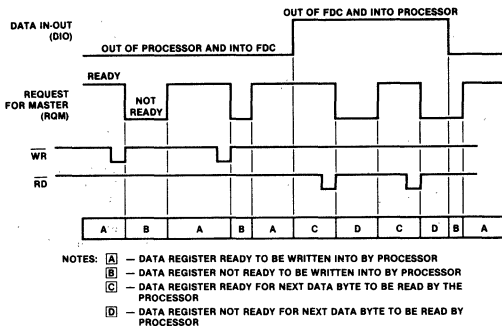 OUT OF FDC AND INTO PROCESSOR
DATA IN-OUT
(DIO)
OUT OF PROCESSOR AND INTO FDC
READY
REQUEST
FOR MASTER
(RQM)
NOT
READY
WR
RD
A B A B A C D C D B A
NOTES: A — DATA REGISTER READY TO BE WRITTEN INTO BY PROCESSOR
B — DATA REGISTER NOT READY TO BE WRITTEN INTO BY PROCESSOR
C — DATA REGISTER READY FOR NEXT DATA BYTE TO BE READ BY THE
PROCESSOR
D — DATA REGISTER NOT READY FOR NEXT DATA BYTE TO BE READ BY
PROCESSOR